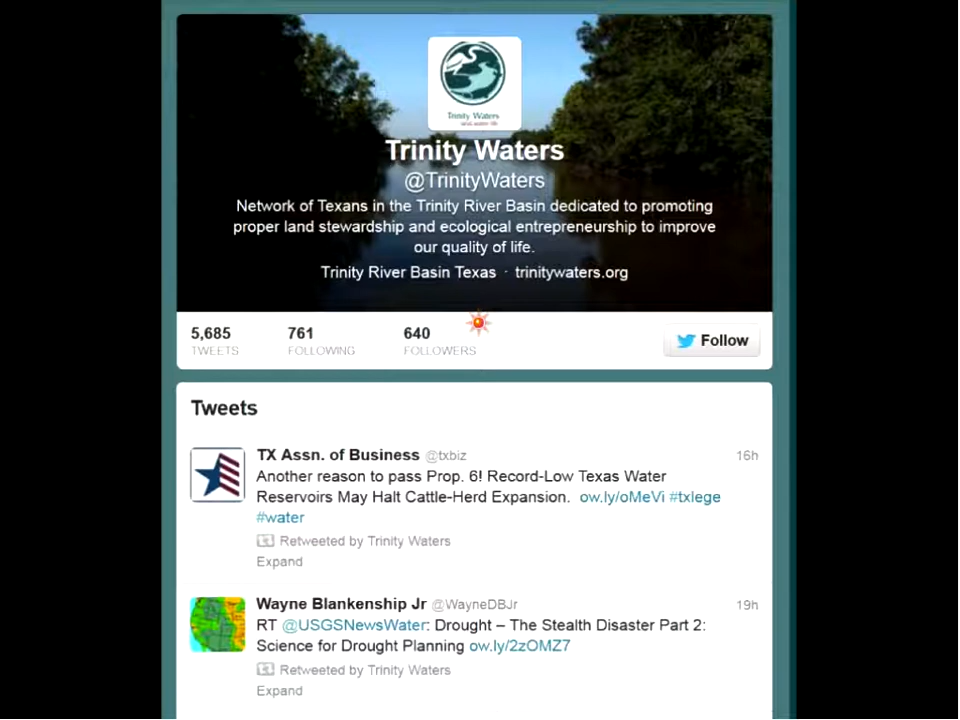 Trinity Waters
Trinity Waters
@TrinityWaters
Network of Texans in the Trinity River Basin dedicated to promoting
proper land stewardship and ecological entrepreneurship to improve
our quality of life.
Trinity River Basin Texas · trinitywaters.org
5,685 761 640
TWEETS FOLLOWING FOLLOWERS
Follow
Tweets
TX Assn. of Business @txbiz 16h
Another reason to pass Prop. 6! Record-Low Texas Water
Reservoirs May Halt Cattle-Herd Expansion. ow.ly/oMeVi #txlege
#water
Retweeted by Trinity Waters
Expand
Wayne Blankenship Jr @WayneDBJr 19h
RT @USGSNewsWater: Drought – The Stealth Disaster Part 2:
Science for Drought Planning ow.ly/2zOMZ7
Retweeted by Trinity Waters
Expand